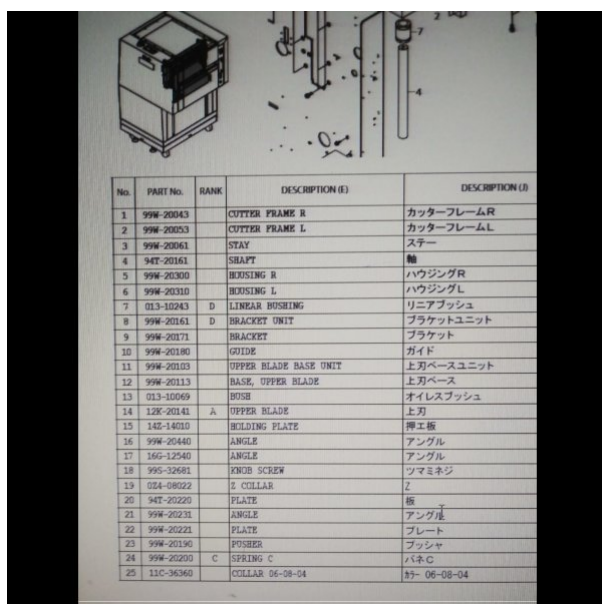 2
7
4
No. PART No. RANK DESCRIPTION (E) DESCRIPTION (J)
1 99W-20043 CUTTER FRAME R カッターフレームR
2 99W-20053 CUTTER FRAME L カッターフレームL
3 99W-20061 STAY ステー
4 94T-20161 SHAFT 軸
5 99W-20300 HOUSING R ハウジングR
6 99W-20310 HOUSING L ハウジングL
7 013-10243 D LINEAR BUSHING リニアブッシュ
8 99W-20161 D BRACKET UNIT ブラケットユニット
9 99W-20171 BRACKET ブラケット
10 99W-20180 GUIDE ガイド
11 99W-20103 UPPER BLADE BASE UNIT 上刃ベースユニット
12 99W-20113 BASE, UPPER BLADE 上刃ベース
13 013-10069 BUSH オイレスブッシュ
14 12K-20141 A UPPER BLADE 上刃
15 14Z-14010 HOLDING PLATE 押エ板
16 99W-20440 ANGLE アングル
17 16G-12540 ANGLE アングル
18 99S-32681 KNOB SCREW ツマミネジ
19 0Z4-08022 Z COLLAR Z
20 94T-20220 PLATE 板
21 99W-20231 ANGLE アングル
22 99W-20221 PLATE プレート
23 99W-20190 PUSHER プッシャ
24 99W-20200 C SPRING C バネC
25 11C-36360 COLLAR 06-08-04 ｶﾗｰ 06-08-04